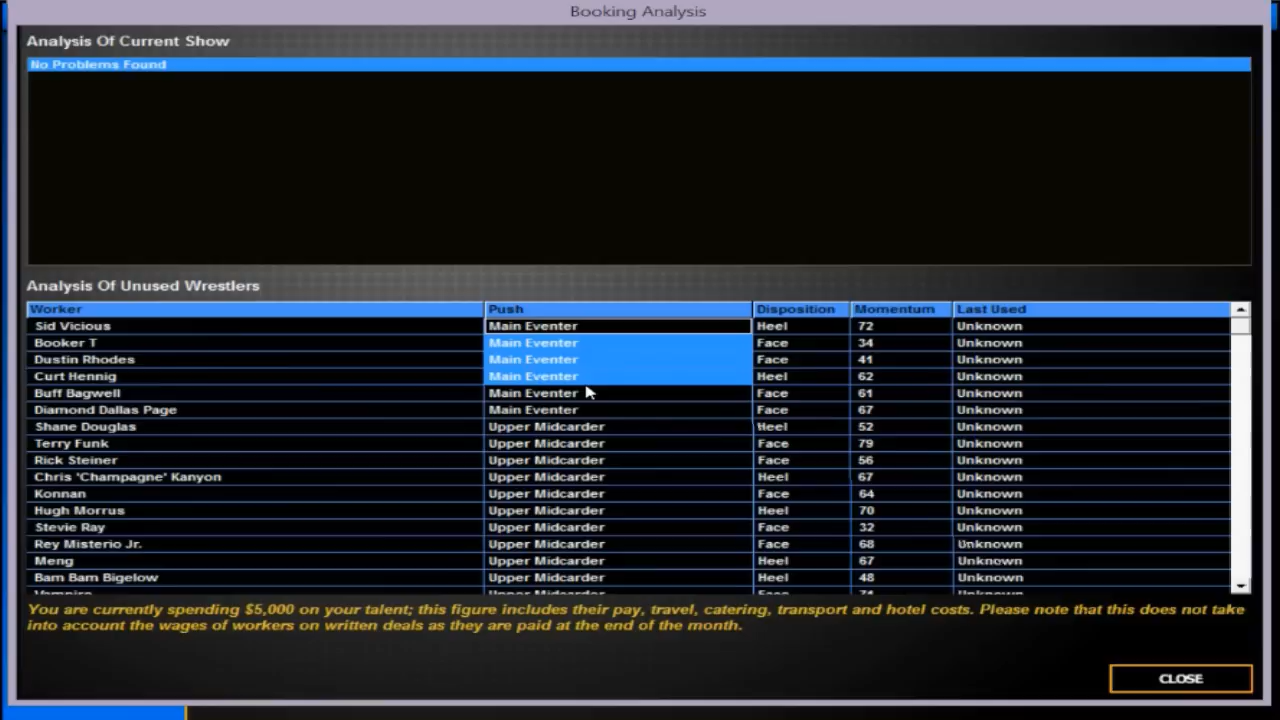 Booking Analysis
Analysis Of Current Show
No Problems Found
Analysis Of Unused Wrestlers
Worker Push Disposition Momentum Last Used
Sid Vicious Main Eventer Heel 72 Unknown
Booker T Main Eventer Face 34 Unknown
Dustin Rhodes Main Eventer Face 41 Unknown
Curt Hennig Main Eventer Heel 62 Unknown
Buff Bagwell Main Eventer Face 61 Unknown
Diamond Dallas Page Main Eventer Face 67 Unknown
Shane Douglas Upper Midcarder Heel 52 Unknown
Terry Funk Upper Midcarder Face 79 Unknown
Rick Steiner Upper Midcarder Face 56 Unknown
Chris 'Champagne' Kanyon Upper Midcarder Heel 67 Unknown
Konnan Upper Midcarder Face 64 Unknown
Hugh Morrus Upper Midcarder Heel 70 Unknown
Stevie Ray Upper Midcarder Face 32 Unknown
Rey Misterio Jr. Upper Midcarder Face 68 Unknown
Meng Upper Midcarder Heel 67 Unknown
Bam Bam Bigelow Upper Midcarder Heel 48 Unknown
Vampiro Upper Midcarder Face 71 Unknown
You are currently spending $5,000 on your talent; this figure includes their pay, travel, catering, transport and hotel costs. Please note that this does not take
into account the wages of workers on written deals as they are paid at the end of the month.
CLOSE